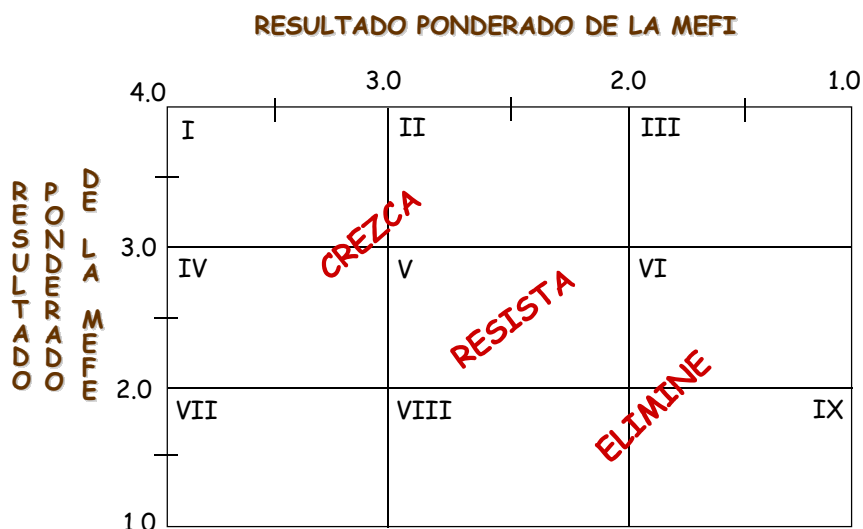 RESULTADO PONDERADO DE LA MEFI
4.0
3.0
2.0
1.0
I
II
III
RESULTADO
PONDERADO
DE LA MEFE
CREZCA
3.0
IV
V
VI
RESISTA
2.0
ELIMINE
VII
VIII
IX
1.0